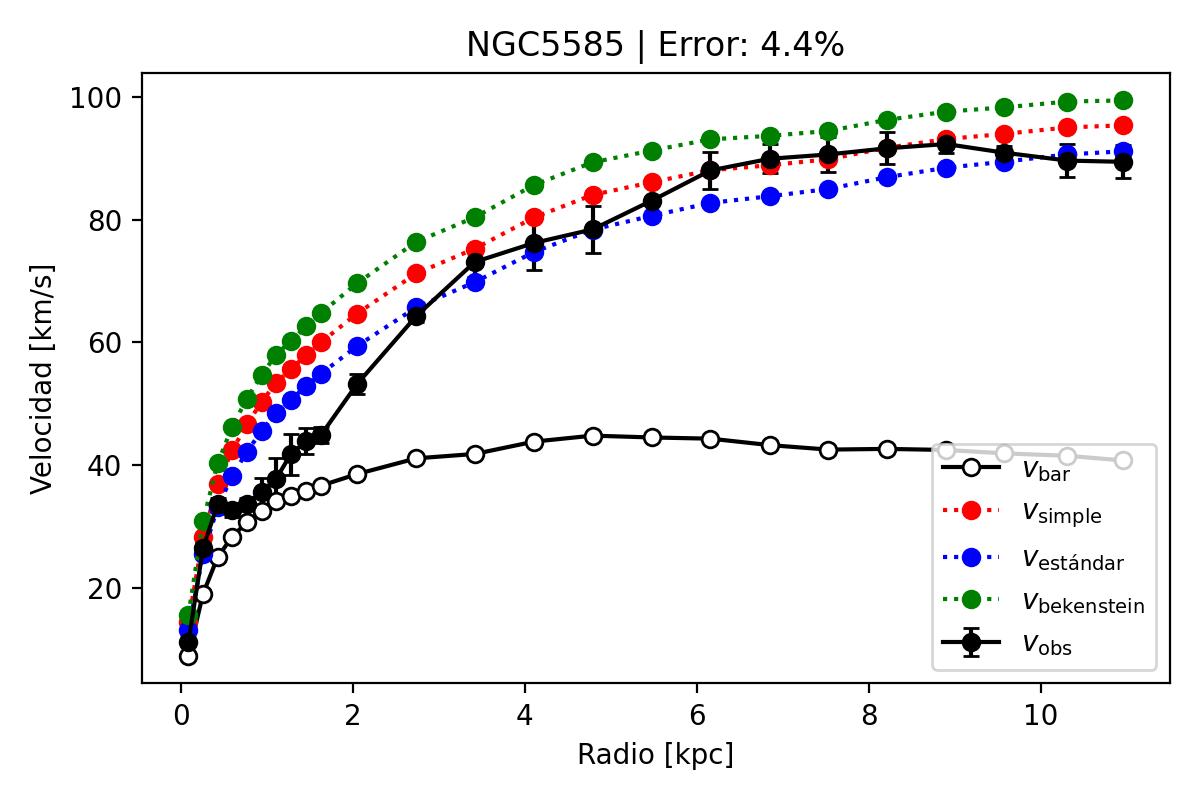 NGC5585 | Error: 4.4%
Velocidad [km/s]
100
80
60
40
20
0 2 4 6 8 10
Radio [kpc]
v_bar
v_simple
v_estándar
v_bekenstein
v_obs